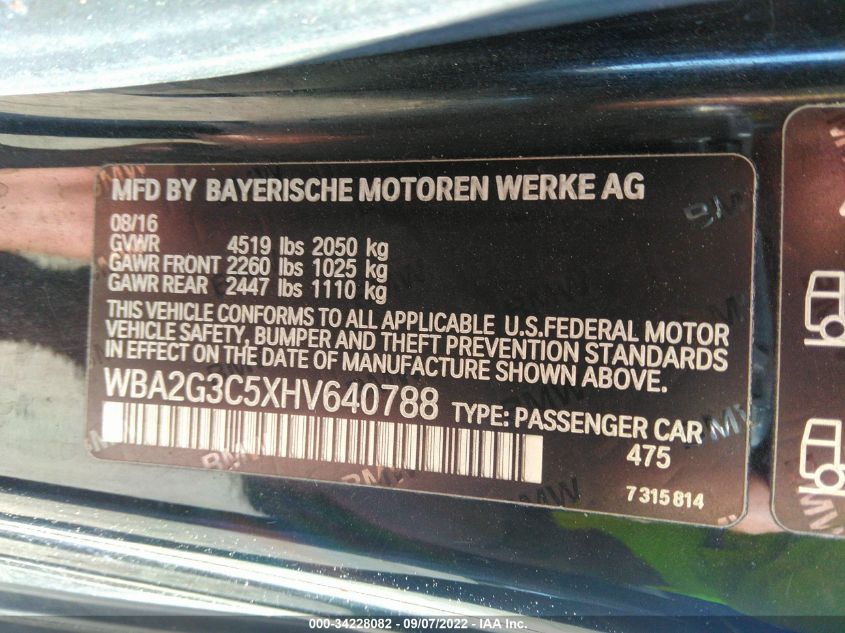 MFD BY BAYERISCHE MOTOREN WERKE AG
08/16
GVWR 4519 lbs 2050 kg
GAWR FRONT 2260 lbs 1025 kg
GAWR REAR 2447 lbs 1110 kg
THIS VEHICLE CONFORMS TO ALL APPLICABLE U.S.FEDERAL MOTOR
VEHICLE SAFETY, BUMPER AND THEFT PREVENTION STANDARDS
IN EFFECT ON THE DATE OF MANUFACTURE SHOWN ABOVE.
WBA2G3C5XHV640788 TYPE: PASSENGER CAR
475
7315814
000-34228082 - 09/07/2022 - IAA Inc.